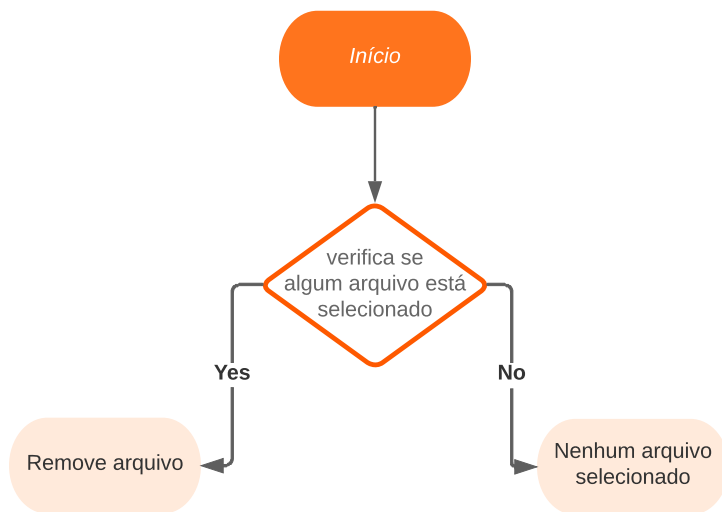 Início
verifica se
algum arquivo está
selecionado
Yes
No
Remove arquivo
Nenhum arquivo
selecionado